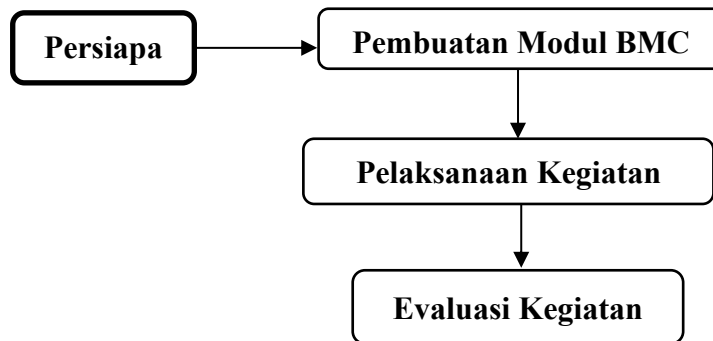 Persiapa
Pembuatan Modul BMC
Pelaksanaan Kegiatan
Evaluasi Kegiatan